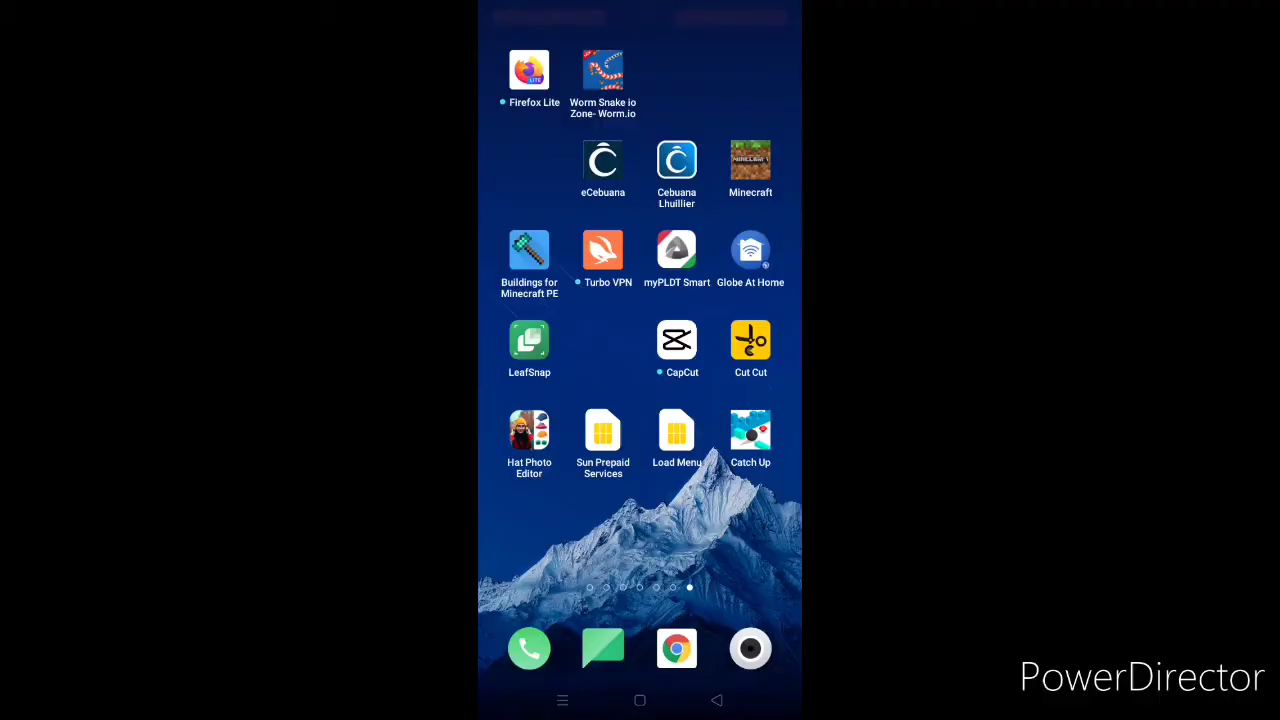 LITE
Firefox Lite
Worm Snake io
Zone- Worm.io
eCebuana
Cebuana
Lhuillier
MINECRAFT
Minecraft
Buildings for
Minecraft PE
Turbo VPN
myPLDT Smart
Globe At Home
LeafSnap
CapCut
Cut Cut
Hat Photo
Editor
Sun Prepaid
Services
Load Menu
Catch Up
PowerDirector